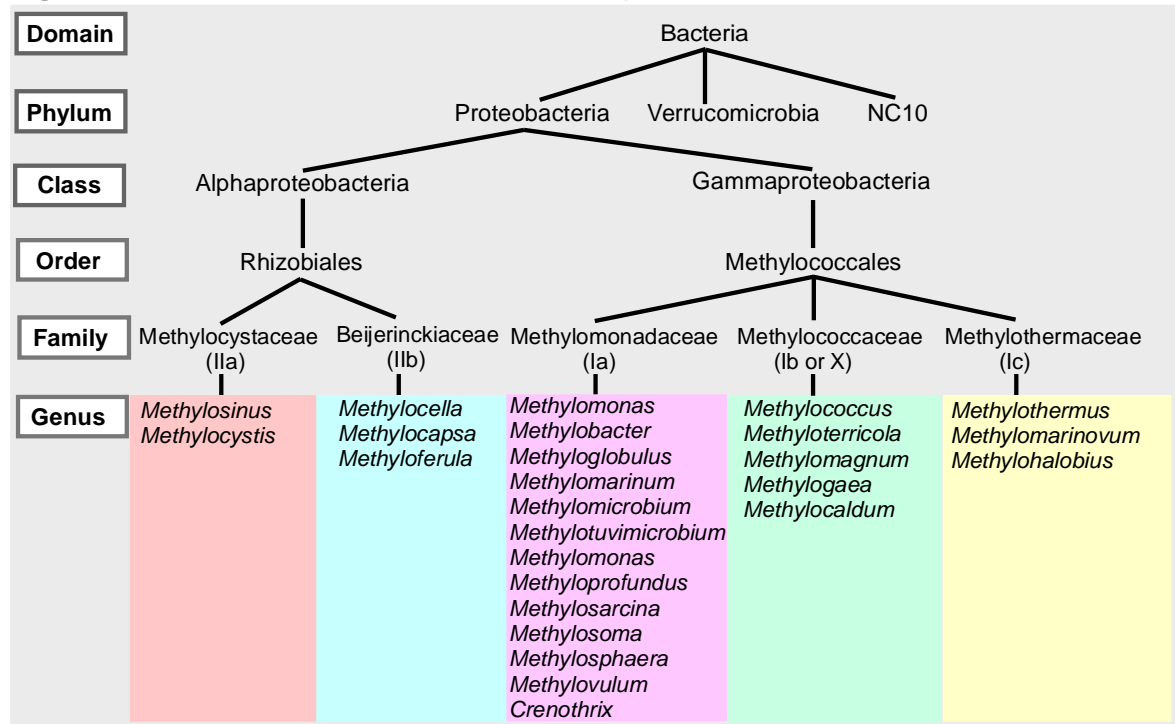 Domain
Bacteria
Phylum
Proteobacteria Verrucomicrobia NC10
Class
Alphaproteobacteria Gammaproteobacteria
Order
Rhizobiales Methylococcales
Family
Methylocystaceae
(IIa)
Beijerinckiaceae
(IIb)
Methylomonadaceae
(Ia)
Methylococcaceae
(Ib or X)
Methylothermaceae
(Ic)
Genus
Methylosinus
Methylocystis
Methylocella
Methylocapsa
Methyloferula
Methylomonas
Methylobacter
Methyloglobulus
Methylomarinum
Methylomicrobium
Methylotuvimicrobium
Methylomonas
Methyloprofundus
Methylosarcina
Methylosoma
Methylosphaera
Methylovulum
Crenothrix
Methylococcus
Methyloterricola
Methylomagnum
Methylogaea
Methylocaldum
Methylothermus
Methylomarinovum
Methylohalobius